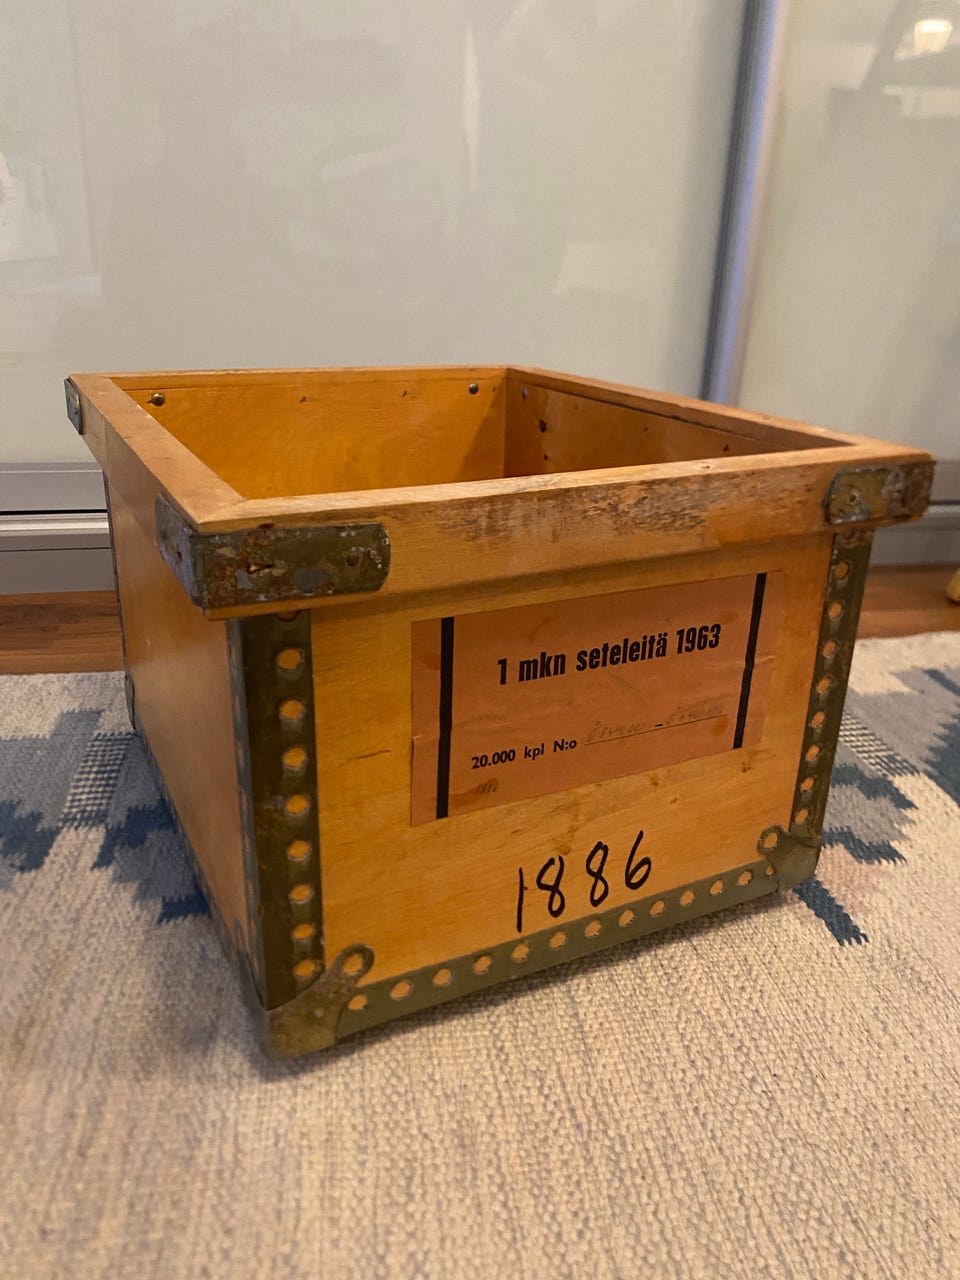 1 mkn seteleitä 1963
20.000 kpl N:o
1886